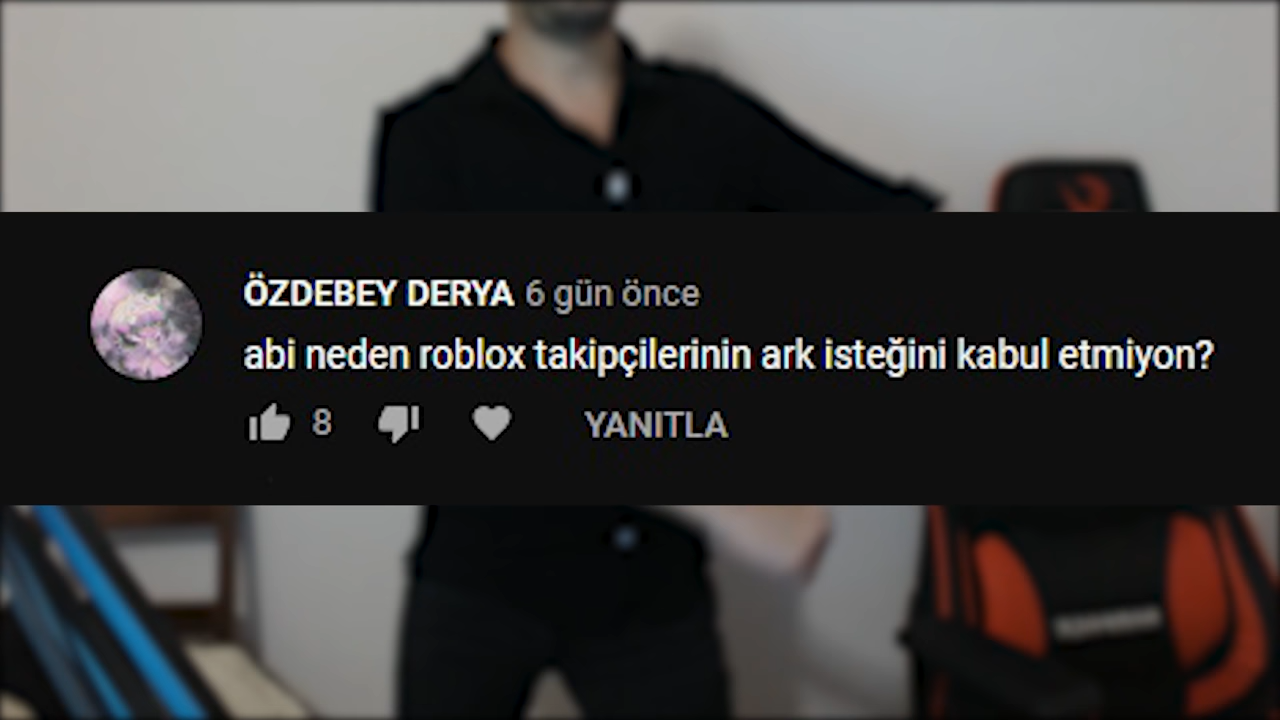 ÖZDEBEY DERYA 6 gün önce
abi neden roblox takipçilerinin ark isteğini kabul etmiyon?
8 YANITLA